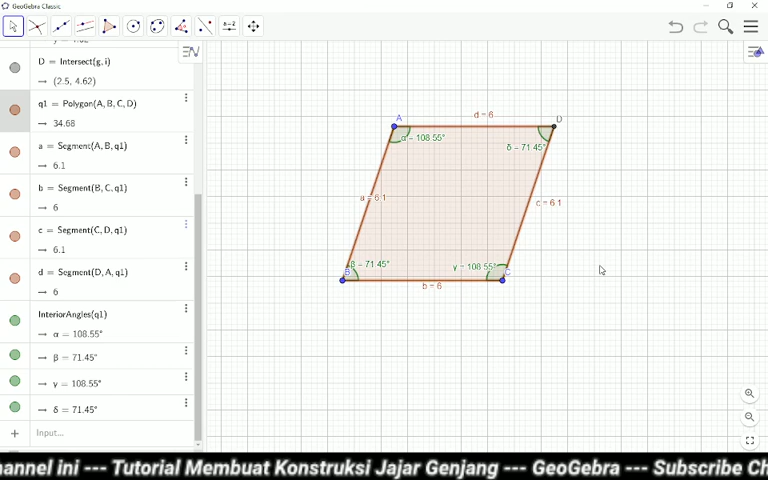 GeoGebra Classic
D = Intersect(g, i)
→ (2.5, 4.62)
q1 = Polygon(A, B, C, D)
→ 34.68
a = Segment(A, B, q1)
→ 6.1
b = Segment(B, C, q1)
→ 6
c = Segment(C, D, q1)
→ 6.1
d = Segment(D, A, q1)
→ 6
InteriorAngles(q1)
→ α = 108.55°
→ β = 71.45°
→ γ = 108.55°
→ δ = 71.45°
+ Input...
a=2
A
d = 6
D
α = 108.55°
δ = 71.45°
a = 6.1
c = 6.1
B
β = 71.45°
γ = 108.55°
C
b = 6
hannel ini --- Tutorial Membuat Konstruksi Jajar Genjang --- GeoGebra --- Subscribe Ch